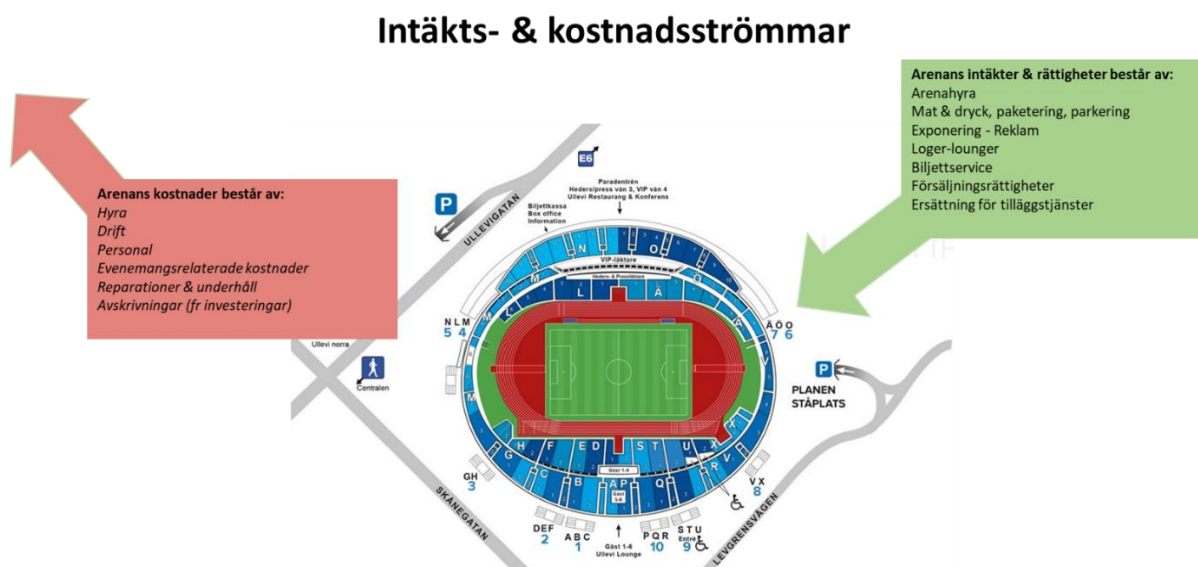 Intäkts- & kostnadsströmmar
Arenans intäkter & rättigheter består av:
Arenahyra
Mat & dryck, paketering, parkering
Exponering - Reklam
Loger-lounger
Biljettservice
Försäljningsrättigheter
Ersättning för tilläggstjänster
Arenans kostnader består av:
Hyra
Drift
Personal
Evenemangsrelaterade kostnader
Reparationer & underhåll
Avskrivningar (fr investeringar)
E6
P
ULLEVIGATAN
Paradentrén
Heders/press vån 3, VIP vån 4
Ullevi Restaurang & Konferens
Biljettkassa
Box office
Information
N O
VIP-läktare
Heders- & Pressläktare
M Ö
L Ä
M Å
N L M
5 4
Ä Ö O
7 6
Ullevi norra
Centralen
P
PLANEN
STÅPLATS
V
M
X
H F E D S T U X
G V
C R
B A P Q
Gäst 1-6
GH
3
V X
8
SKÅNEGATAN
DEF
2
A B C
1
Gäst 1-6
Ullevi Lounge
P Q R
10
S T U
Entré
9
LEVGRENSVÄGEN